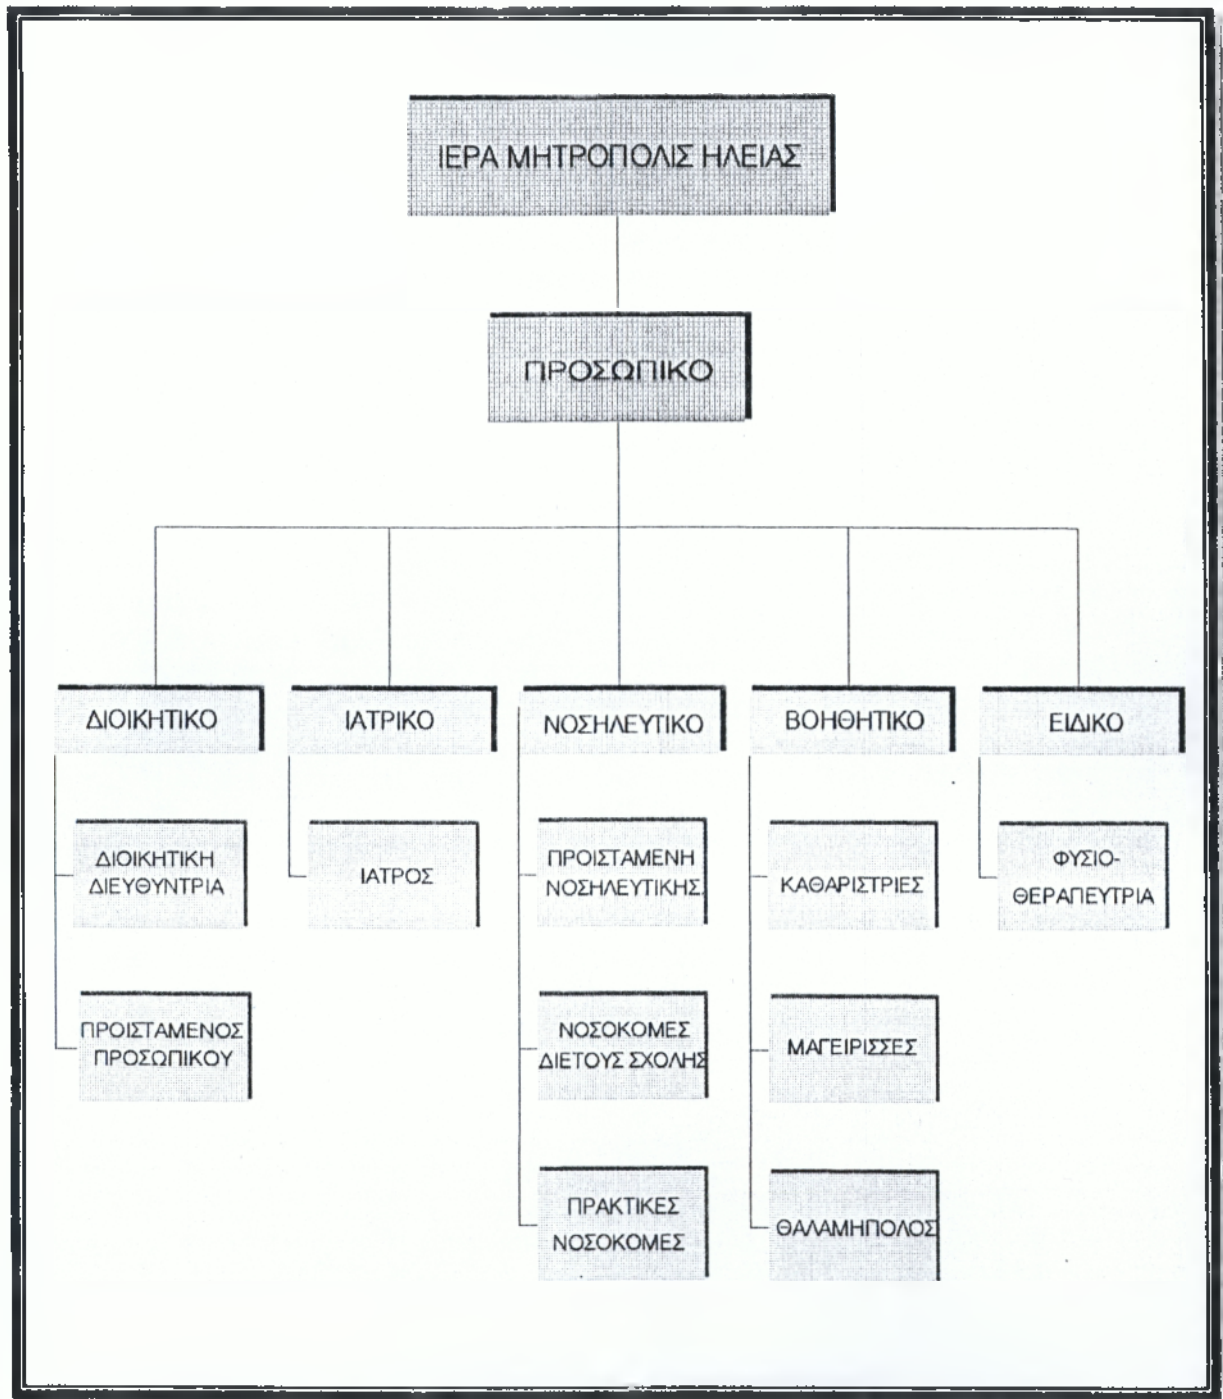 ΙΕΡΑ ΜΗΤΡΟΠΟΛΙΣ ΗΛΕΙΑΣ
ΠΡΟΣΩΠΙΚΟ
ΔΙΟΙΚΗΤΙΚΟ
ΙΑΤΡΙΚΟ
ΝΟΣΗΛΕΥΤΙΚΟ
ΒΟΗΘΗΤΙΚΟ
ΕΙΔΙΚΟ
ΔΙΟΙΚΗΤΙΚΗ
ΔΙΕΥΘΥΝΤΡΙΑ
ΙΑΤΡΟΣ
ΠΡΟΙΣΤΑΜΕΝΗ
ΝΟΣΗΛΕΥΤΙΚΗΣ
ΚΑΘΑΡΙΣΤΡΙΕΣ
ΦΥΣΙΟ-
ΘΕΡΑΠΕΥΤΡΙΑ
ΠΡΟΙΣΤΑΜΕΝΟΣ
ΠΡΟΣΩΠΙΚΟΥ
ΝΟΣΟΚΟΜΕΣ
ΔΙΕΤΟΥΣ ΣΧΟΛΗΣ
ΜΑΓΕΙΡΙΣΣΕΣ
ΠΡΑΚΤΙΚΕΣ
ΝΟΣΟΚΟΜΕΣ
ΘΑΛΑΜΗΠΟΛΟΣ